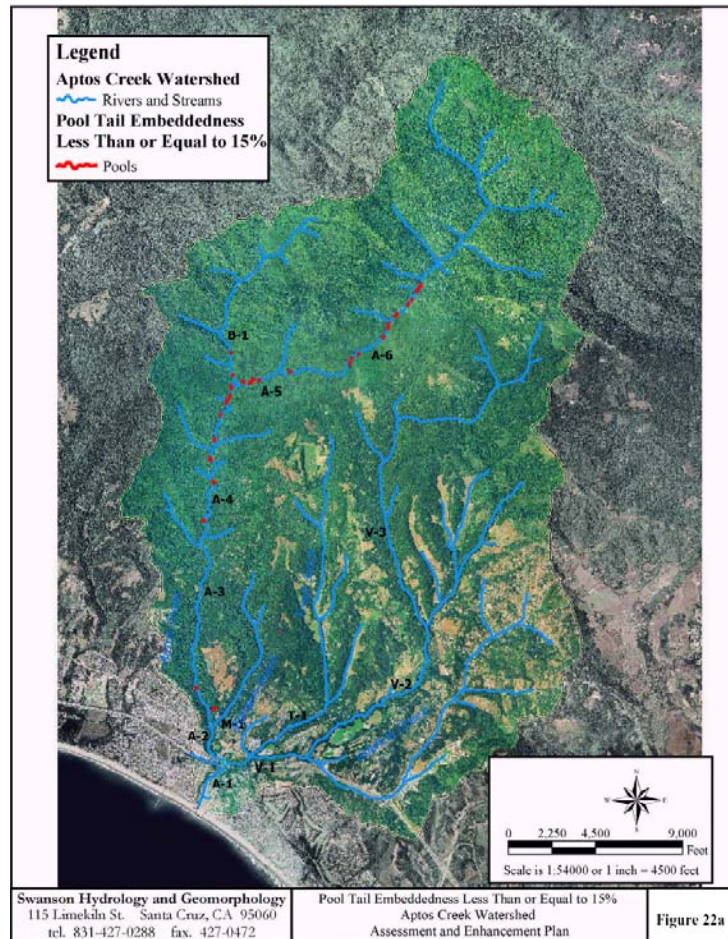 Legend
Aptos Creek Watershed
Rivers and Streams
Pool Tail Embeddedness
Less Than or Equal to 15%
Pools
B-1
A-6
A-5
A-4
V-3
A-3
V-2
T-1
M-1
A-2
V-1
A-1
N
W
E
S
0 2,250 4,500 9,000
Feet
Scale is 1:54000 or 1 inch = 4500 feet
Swanson Hydrology and Geomorphology
115 Limekiln St. Santa Cruz, CA 95060
tel. 831-427-0288 fax. 427-0472
Pool Tail Embeddedness Less Than or Equal to 15%
Aptos Creek Watershed
Assessment and Enhancement Plan
Figure 22a